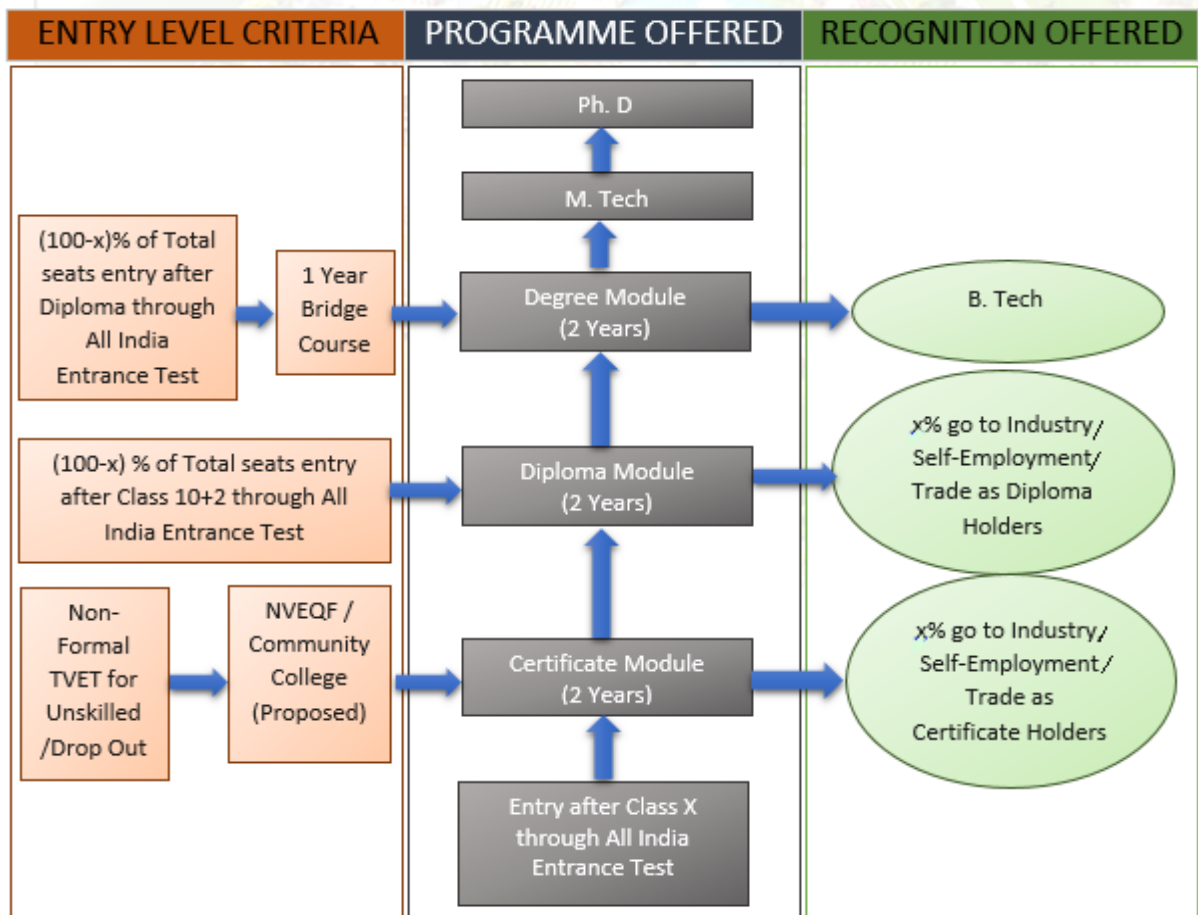 ENTRY LEVEL CRITERIA
PROGRAMME OFFERED
RECOGNITION OFFERED
Ph. D
M. Tech
(100-x)% of Total
seats entry after
Diploma through
All India
Entrance Test
1 Year
Bridge
Course
Degree Module
(2 Years)
B. Tech
(100-x) % of Total seats entry
after Class 10+2 through All
India Entrance Test
Diploma Module
(2 Years)
x% go to Industry/
Self-Employment/
Trade as Diploma
Holders
Non-
Formal
TVET for
Unskilled
/Drop Out
NVEQF /
Community
College
(Proposed)
Certificate Module
(2 Years)
x% go to Industry/
Self-Employment/
Trade as
Certificate Holders
Entry after Class X
through All India
Entrance Test